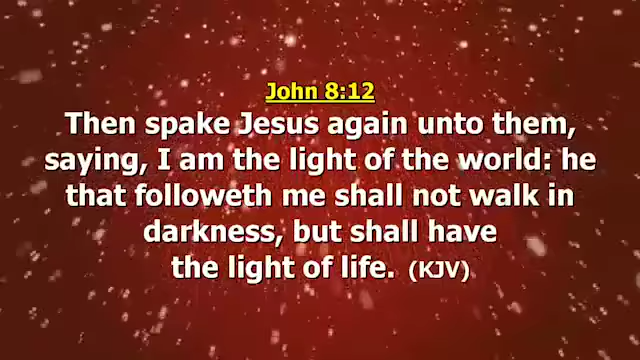 John 8:12
Then spake Jesus again unto them,
saying, I am the light of the world: he
that followeth me shall not walk in
darkness, but shall have
the light of life. (KJV)